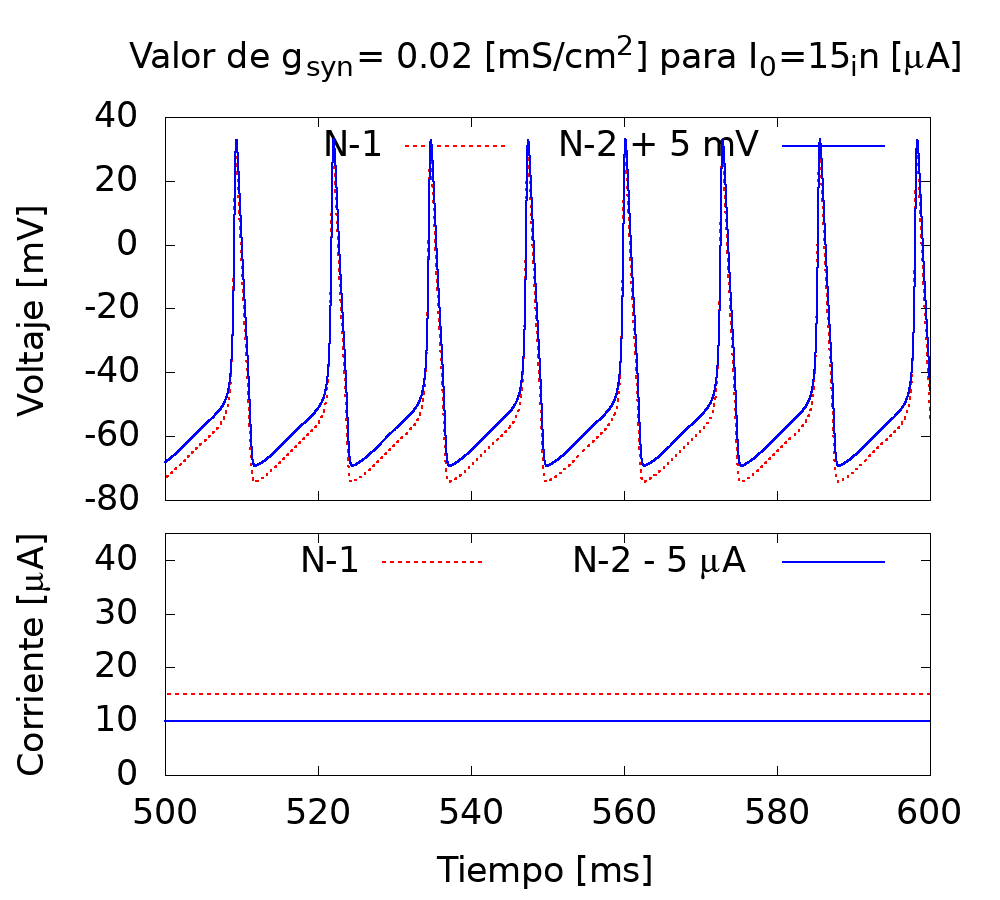 Valor de gsyn= 0.02 [mS/cm2] para I0=15in [μA]
40
20
0
-20
-40
-60
-80
Voltaje [mV]
N-1
N-2 + 5 mV
40
30
20
10
0
Corriente [μA]
N-1
N-2 - 5 μA
500 520 540 560 580 600
Tiempo [ms]